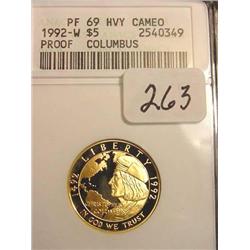 PF 69 HVY CAMEO
1992-W $5 2540349
PROOF COLUMBUS
263
LIBERTY
1492 1992
IN GOD WE TRUST